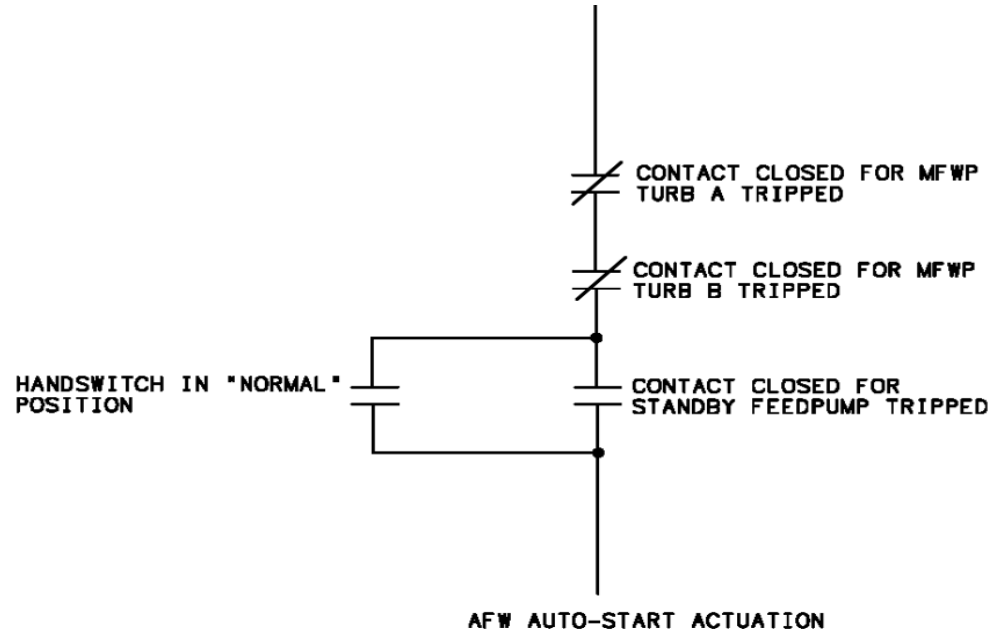 CONTACT CLOSED FOR MFWP
TURB A TRIPPED
CONTACT CLOSED FOR MFWP
TURB B TRIPPED
HANDSWITCH IN "NORMAL"
POSITION
CONTACT CLOSED FOR
STANDBY FEEDPUMP TRIPPED
AFW AUTO-START ACTUATION